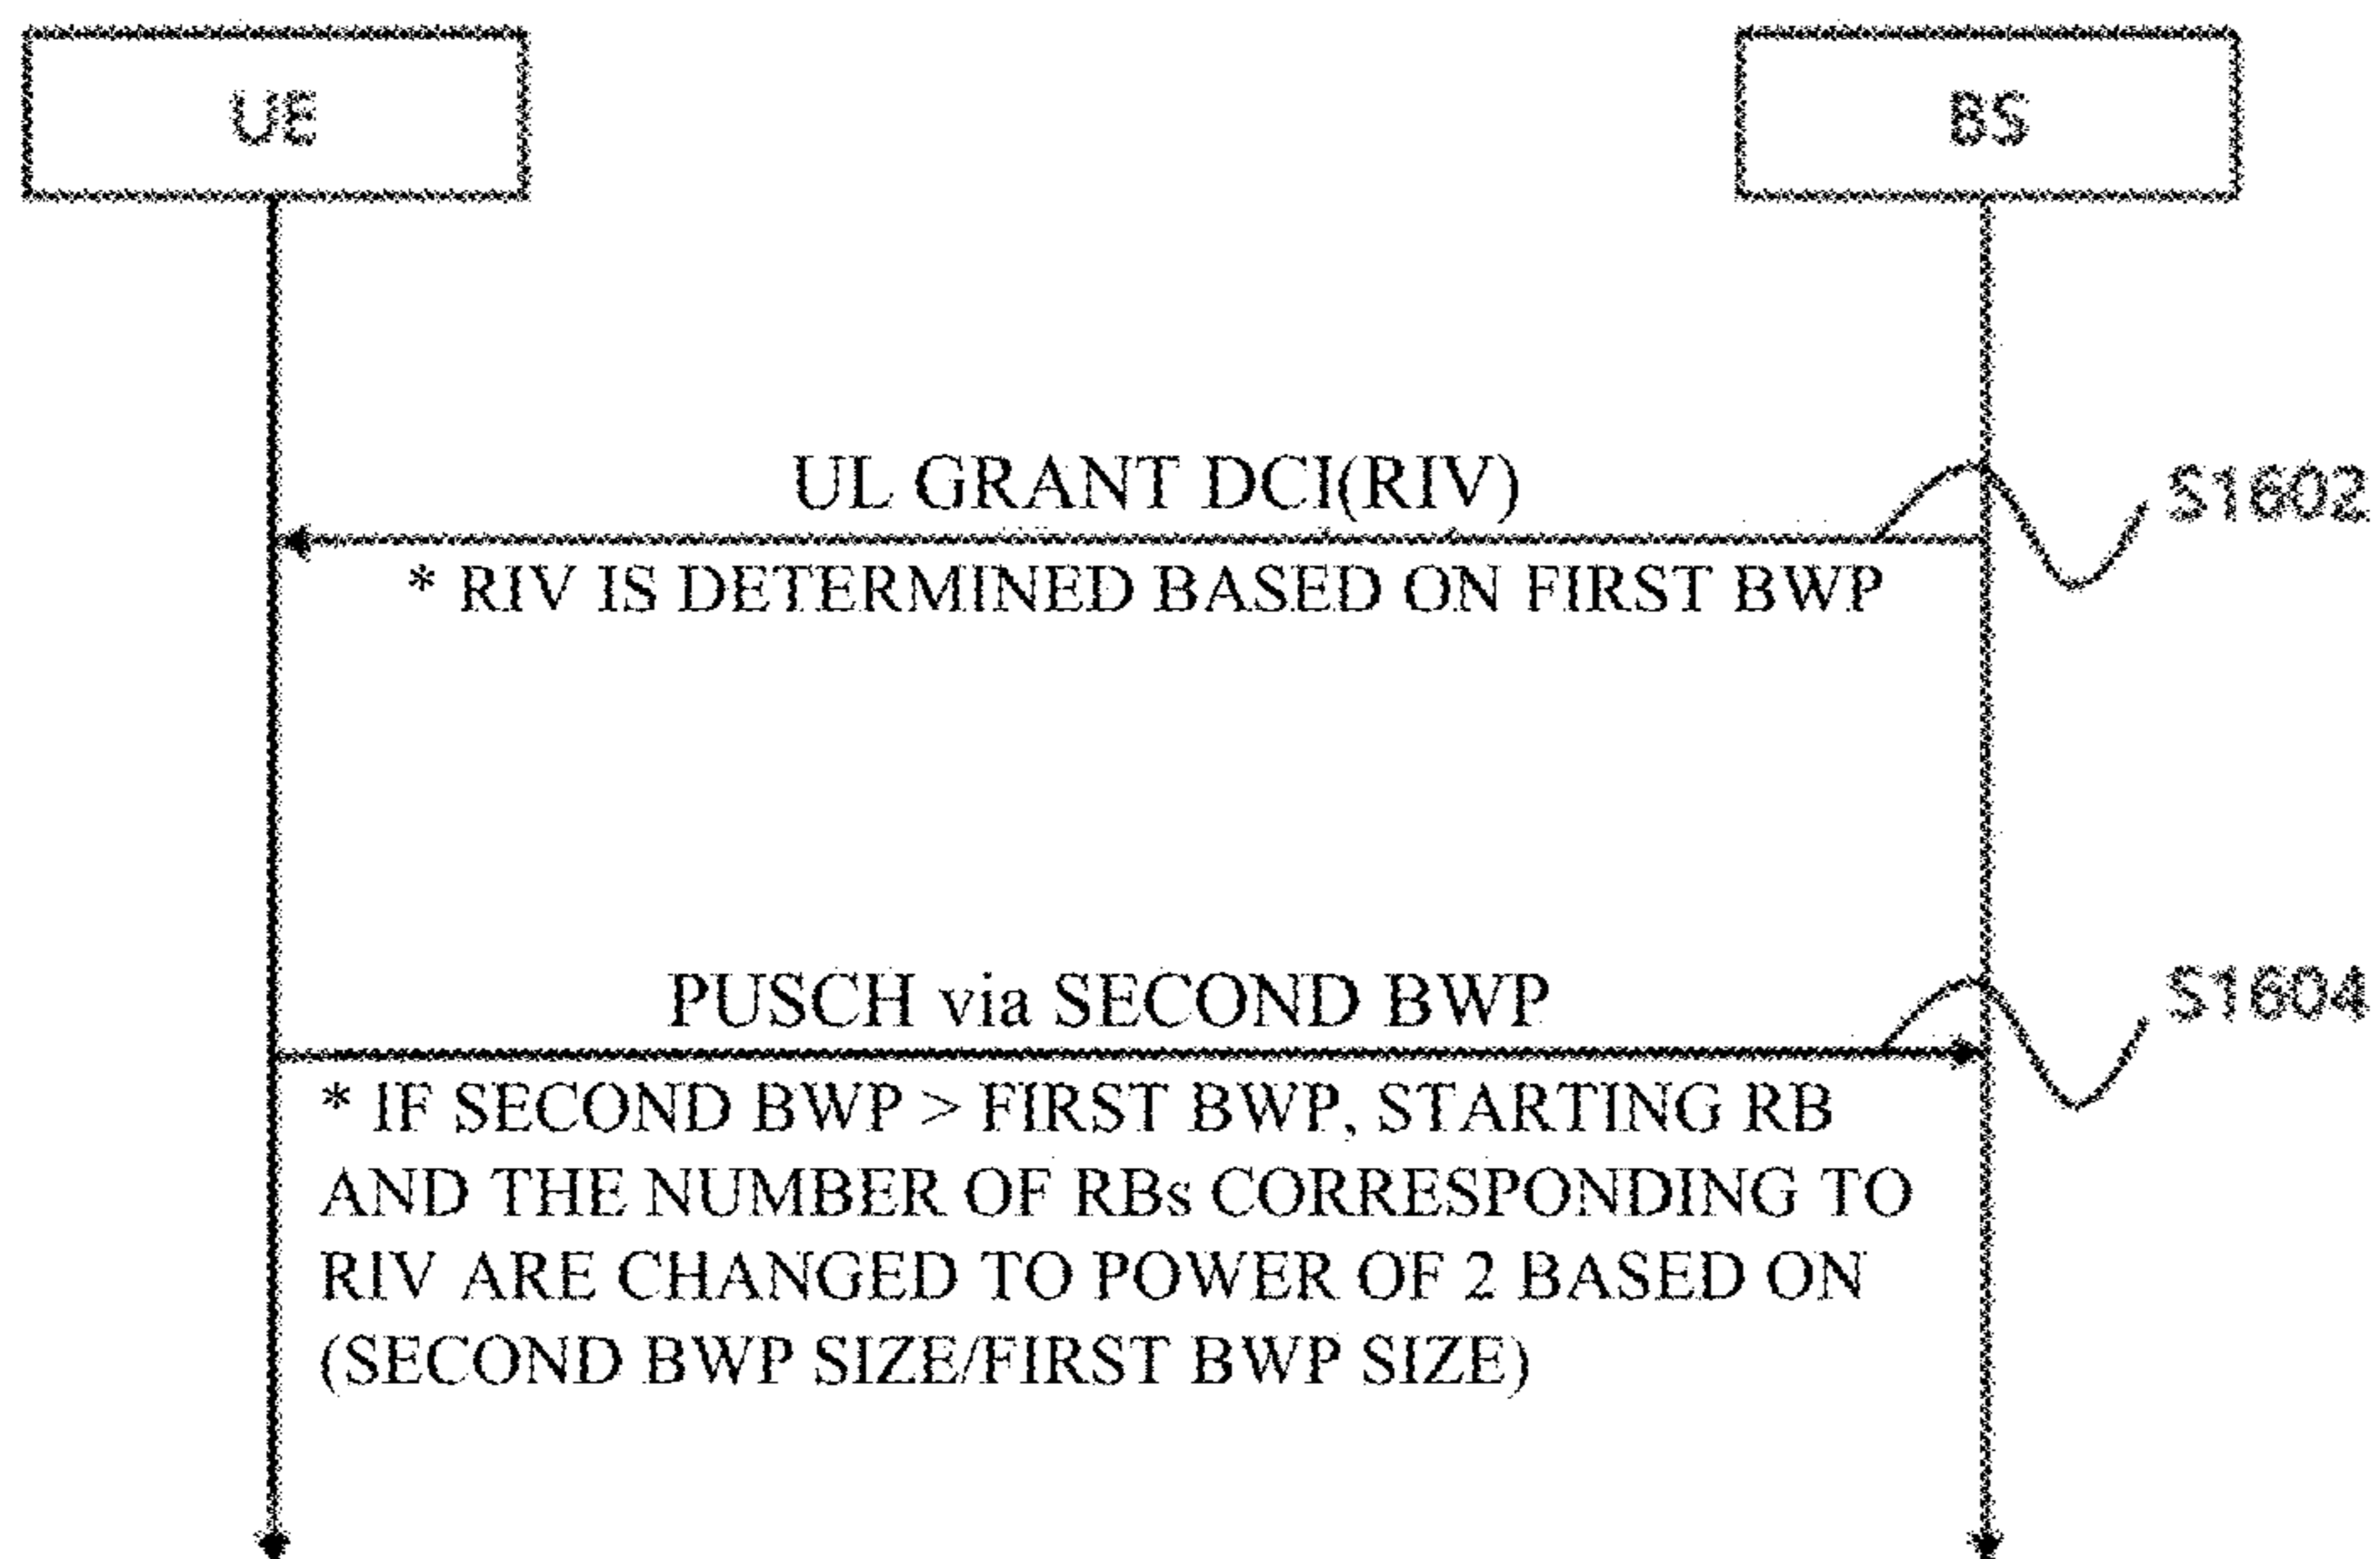 UE
BS
UL GRANT DCI(RIV)
S1602
* RIV IS DETERMINED BASED ON FIRST BWP
PUSCH via SECOND BWP
S1604
* IF SECOND BWP > FIRST BWP, STARTING RB
AND THE NUMBER OF RBs CORRESPONDING TO
RIV ARE CHANGED TO POWER OF 2 BASED ON
(SECOND BWP SIZE/FIRST BWP SIZE)